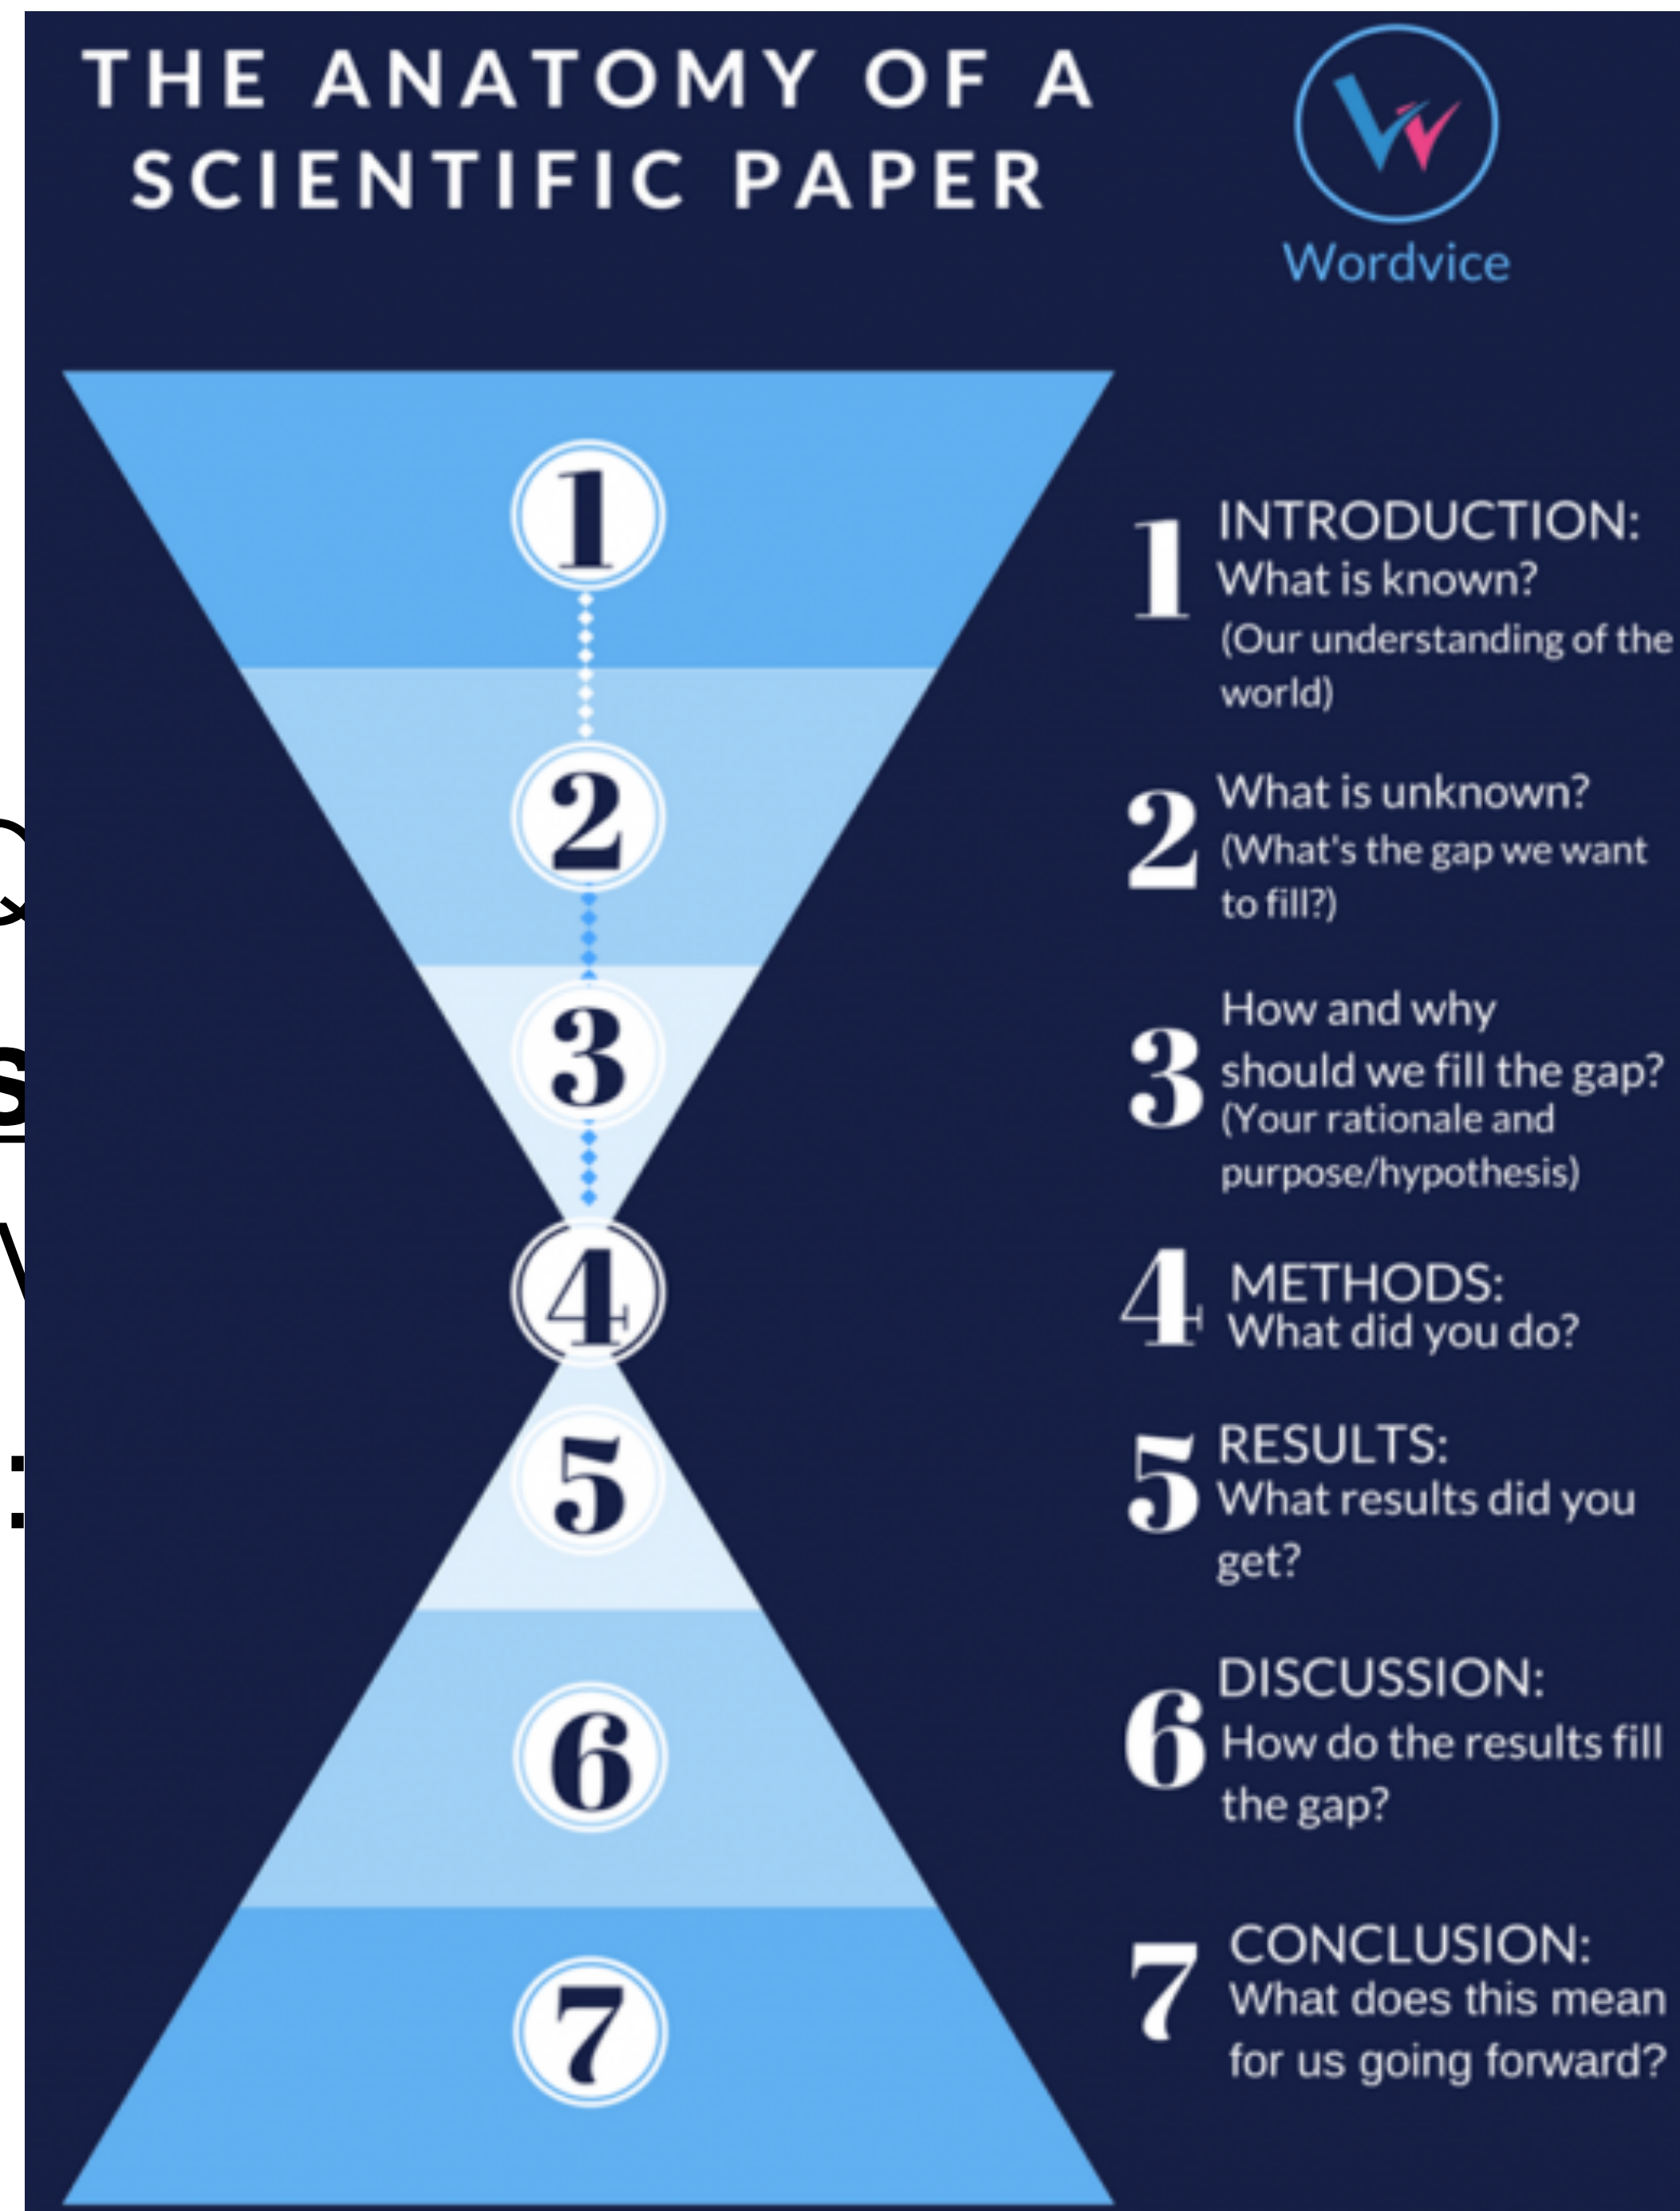 THE ANATOMY OF A
SCIENTIFIC PAPER
Wordvice
1
2
3
4
5
6
7
1 INTRODUCTION:
What is known?
(Our understanding of the
world)
2 What is unknown?
(What's the gap we want
to fill?)
3 How and why
should we fill the gap?
(Your rationale and
purpose/hypothesis)
4 METHODS:
What did you do?
5 RESULTS:
What results did you
get?
6 DISCUSSION:
How do the results fill
the gap?
7 CONCLUSION:
What does this mean
for us going forward?